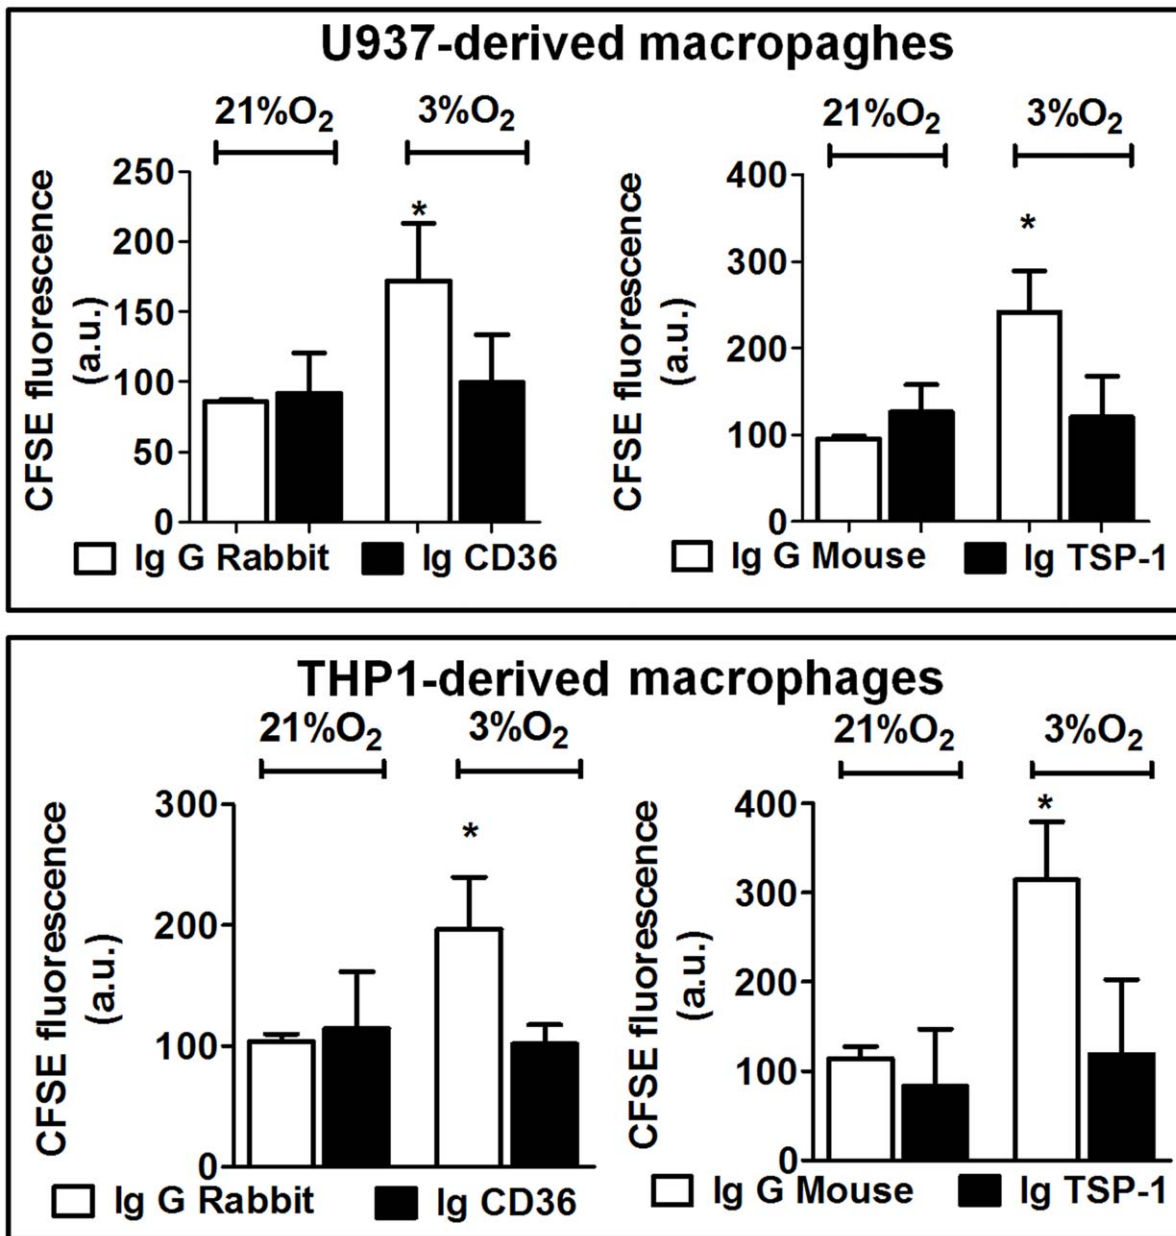 U937-derived macropaghes
21%O₂ 3%O₂
CFSE fluorescence
(a.u.)
250
200
150
100
50
0
*
Ig G Rabbit Ig CD36
21%O₂ 3%O₂
CFSE fluorescence
(a.u.)
400
300
200
100
0
*
Ig G Mouse Ig TSP-1
THP1-derived macrophages
21%O₂ 3%O₂
CFSE fluorescence
(a.u.)
300
200
100
0
*
Ig G Rabbit Ig CD36
21%O₂ 3%O₂
CFSE fluorescence
(a.u.)
400
300
200
100
0
*
Ig G Mouse Ig TSP-1